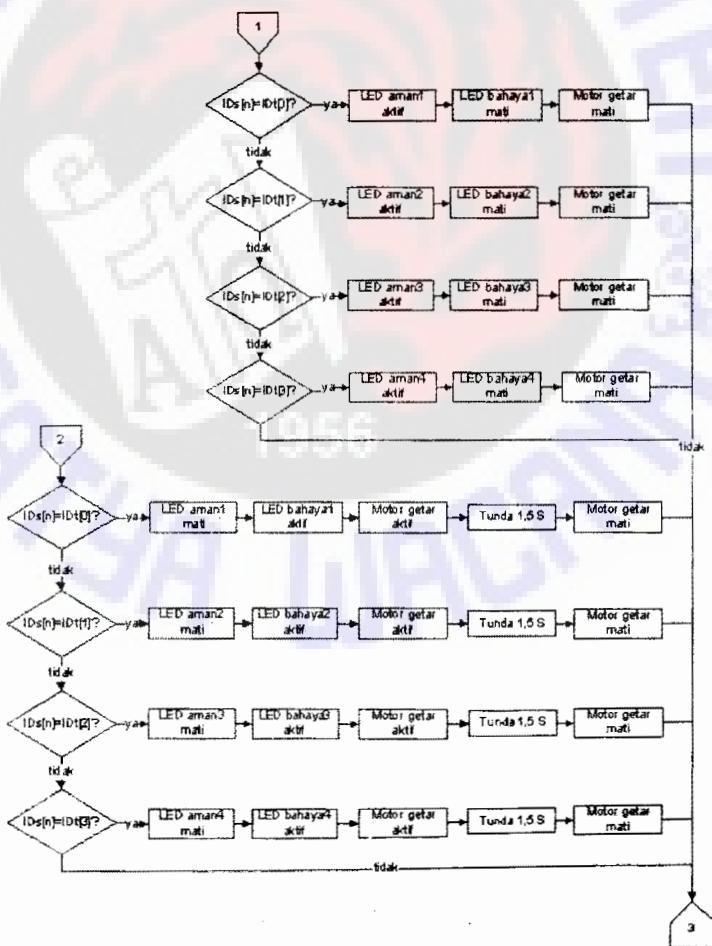 1
IDs[n]=IDt[0]?
ya
LED aman1
aktif
LED bahaya1
mati
Motor getar
mati
tidak
IDs[n]=IDt[1]?
ya
LED aman2
aktif
LED bahaya2
mati
Motor getar
mati
tidak
IDs[n]=IDt[2]?
ya
LED aman3
aktif
LED bahaya3
mati
Motor getar
mati
tidak
IDs[n]=IDt[3]?
ya
LED aman4
aktif
LED bahaya4
mati
Motor getar
mati
tidak
1956
2
IDs[n]=IDt[0]?
ya
LED aman1
mati
LED bahaya1
aktif
Motor getar
aktif
Tunda 1,5 S
Motor getar
mati
tidak
IDs[n]=IDt[1]?
ya
LED aman2
mati
LED bahaya2
aktif
Motor getar
aktif
Tunda 1,5 S
Motor getar
mati
tidak
IDs[n]=IDt[2]?
ya
LED aman3
mati
LED bahaya3
aktif
Motor getar
aktif
Tunda 1,5 S
Motor getar
mati
tidak
IDs[n]=IDt[3]?
ya
LED aman4
mati
LED bahaya4
aktif
Motor getar
aktif
Tunda 1,5 S
Motor getar
mati
tidak
3